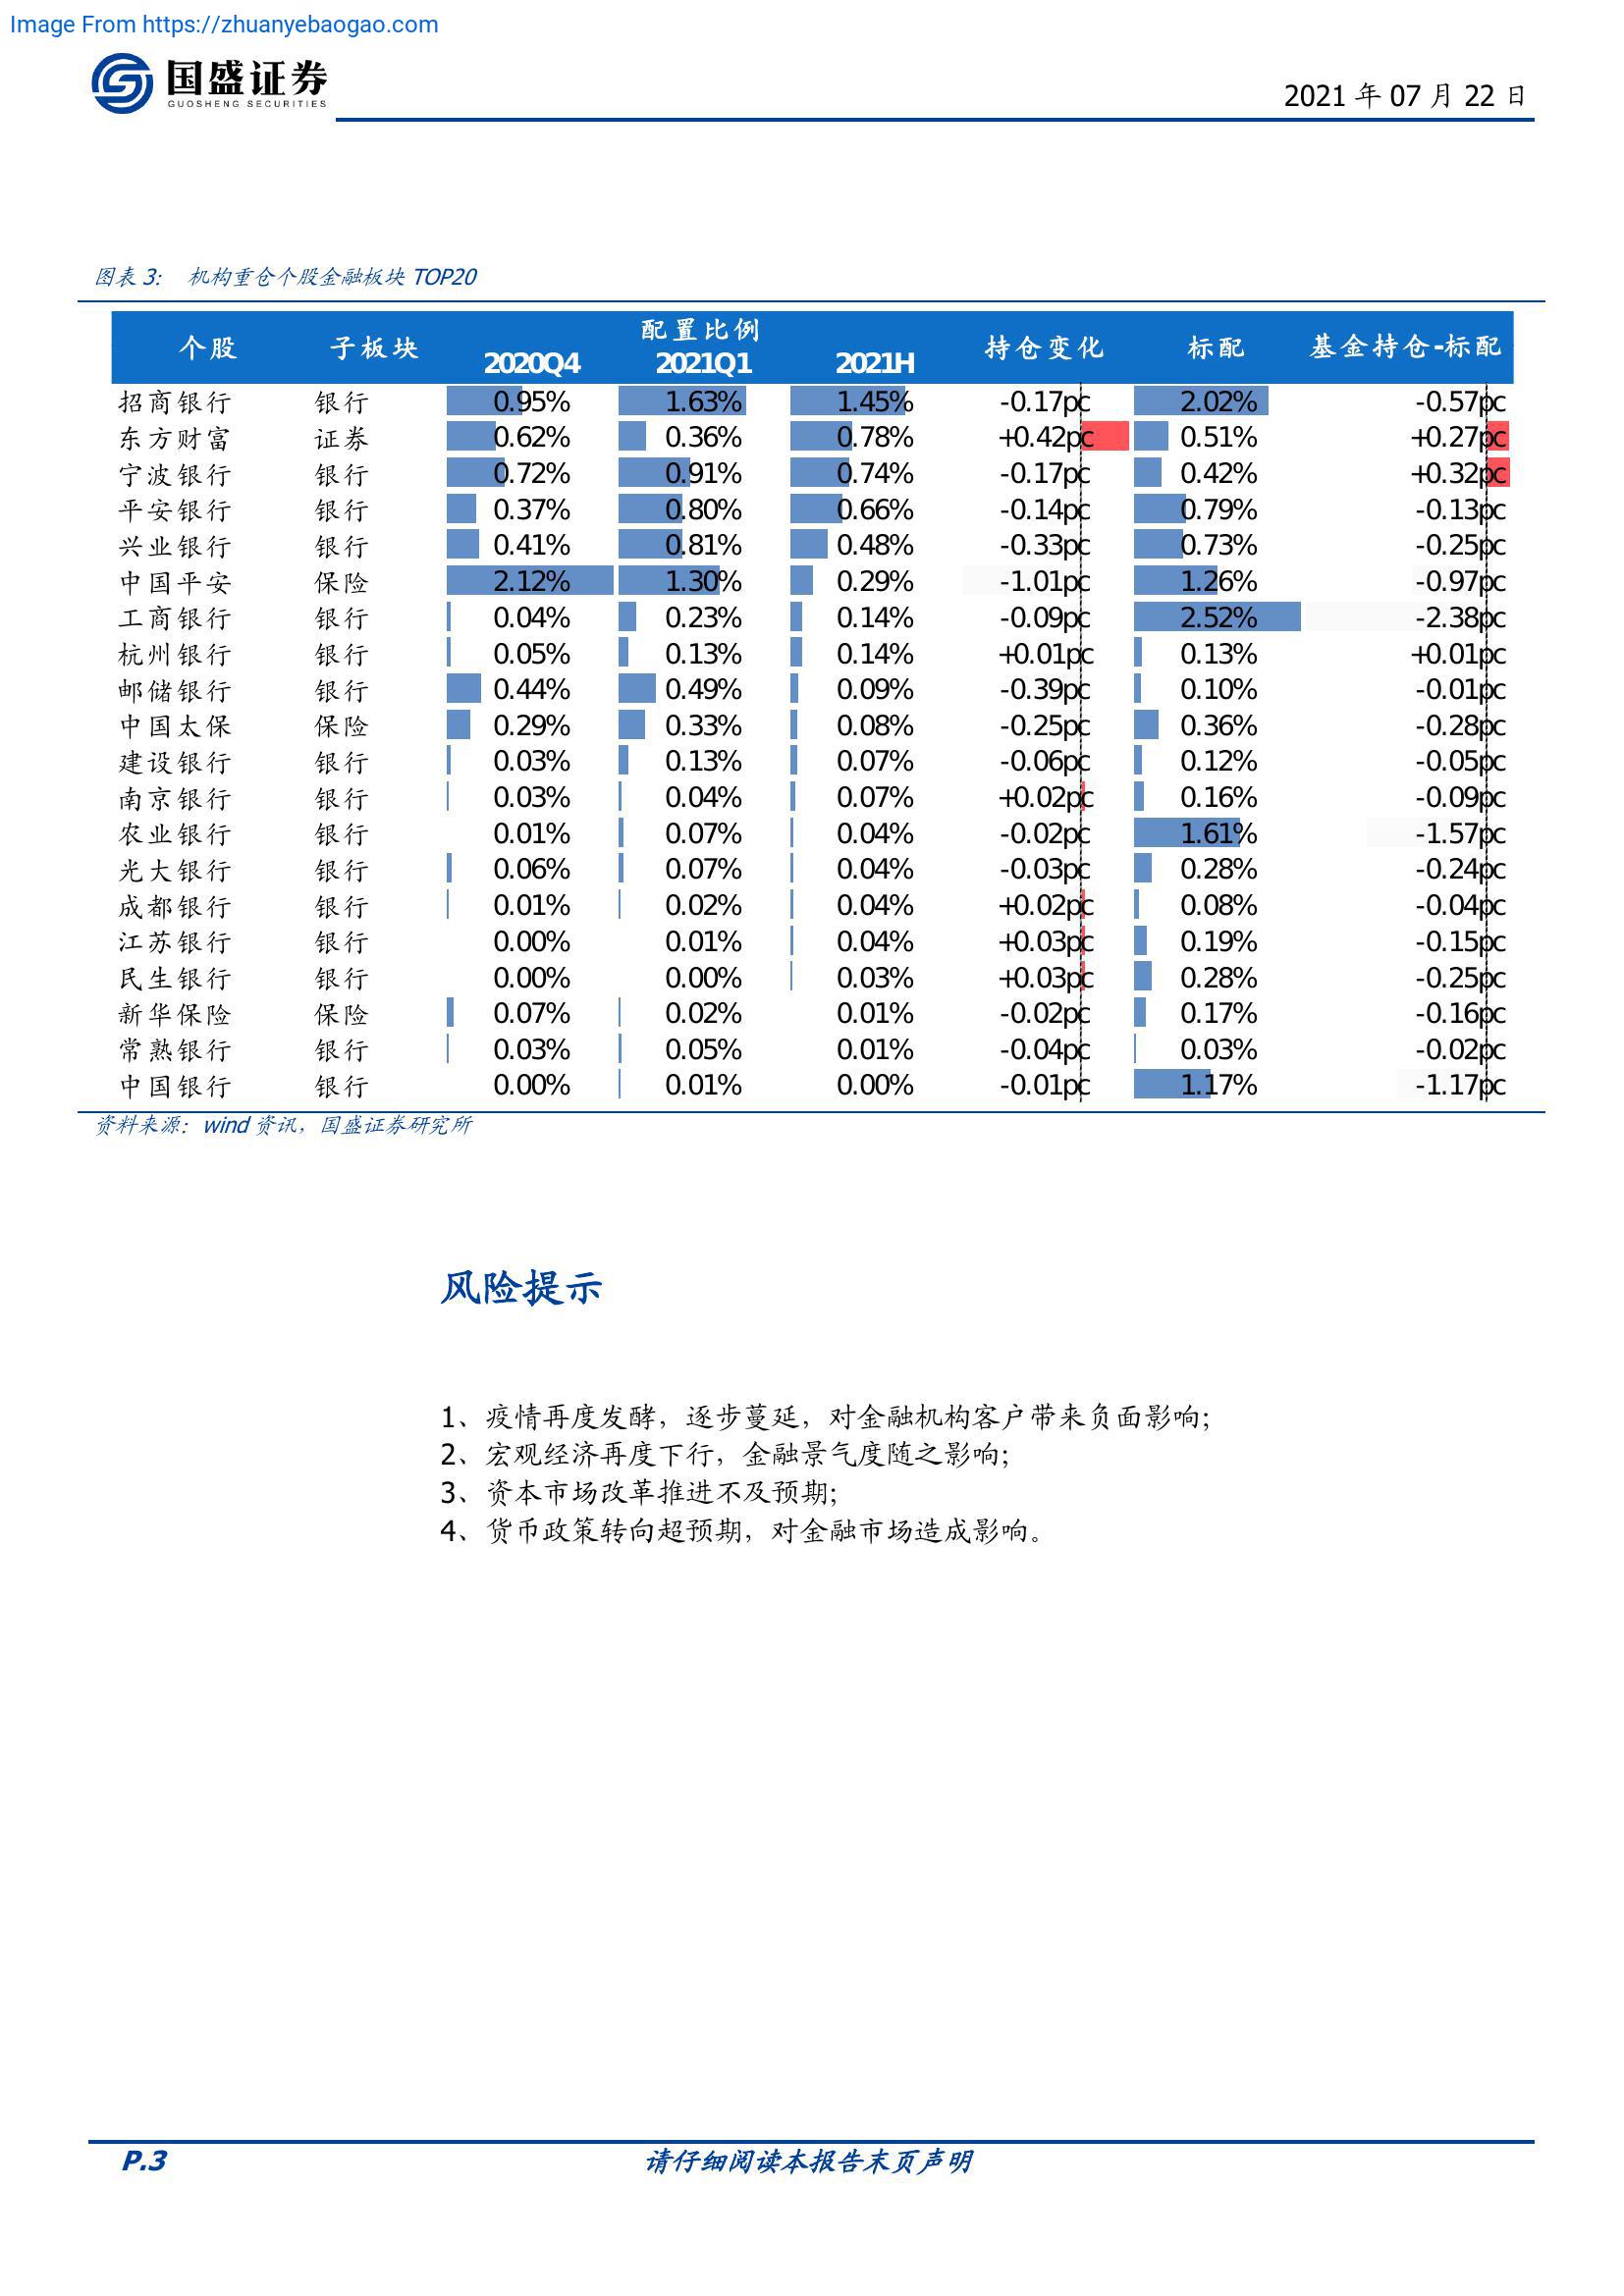 Image From https://zhuanyebaogao.com
国盛证券
GUOSHENG SECURITIES
2021 年 07 月 22 日
图表 3: 机构重仓个股金融板块 TOP20
个股 子板块 配置比例 持仓变化 标配 基金持仓-标配
2020Q4 2021Q1 2021H
招商银行 银行 0.95% 1.63% 1.45% -0.17pc 2.02% -0.57pc
东方财富 证券 0.62% 0.36% 0.78% +0.42pc 0.51% +0.27pc
宁波银行 银行 0.72% 0.91% 0.74% -0.17pc 0.42% +0.32pc
平安银行 银行 0.37% 0.80% 0.66% -0.14pc 0.79% -0.13pc
兴业银行 银行 0.41% 0.81% 0.48% -0.33pc 0.73% -0.25pc
中国平安 保险 2.12% 1.30% 0.29% -1.01pc 1.26% -0.97pc
工商银行 银行 0.04% 0.23% 0.14% -0.09pc 2.52% -2.38pc
杭州银行 银行 0.05% 0.13% 0.14% +0.01pc 0.13% +0.01pc
邮储银行 银行 0.44% 0.49% 0.09% -0.39pc 0.10% -0.01pc
中国太保 保险 0.29% 0.33% 0.08% -0.25pc 0.36% -0.28pc
建设银行 银行 0.03% 0.13% 0.07% -0.06pc 0.12% -0.05pc
南京银行 银行 0.03% 0.04% 0.07% +0.02pc 0.16% -0.09pc
农业银行 银行 0.01% 0.07% 0.04% -0.02pc 1.61% -1.57pc
光大银行 银行 0.06% 0.07% 0.04% -0.03pc 0.28% -0.24pc
成都银行 银行 0.01% 0.02% 0.04% +0.02pc 0.08% -0.04pc
江苏银行 银行 0.00% 0.01% 0.04% +0.03pc 0.19% -0.15pc
民生银行 银行 0.00% 0.00% 0.03% +0.03pc 0.28% -0.25pc
新华保险 保险 0.07% 0.02% 0.01% -0.02pc 0.17% -0.16pc
常熟银行 银行 0.03% 0.05% 0.01% -0.04pc 0.03% -0.02pc
中国银行 银行 0.00% 0.01% 0.00% -0.01pc 1.17% -1.17pc
资料来源：wind 资讯，国盛证券研究所
风险提示
1、疫情再度发酵，逐步蔓延，对金融机构客户带来负面影响；
2、宏观经济再度下行，金融景气度随之影响；
3、资本市场改革推进不及预期；
4、货币政策转向超预期，对金融市场造成影响。
P.3 请仔细阅读本报告末页声明